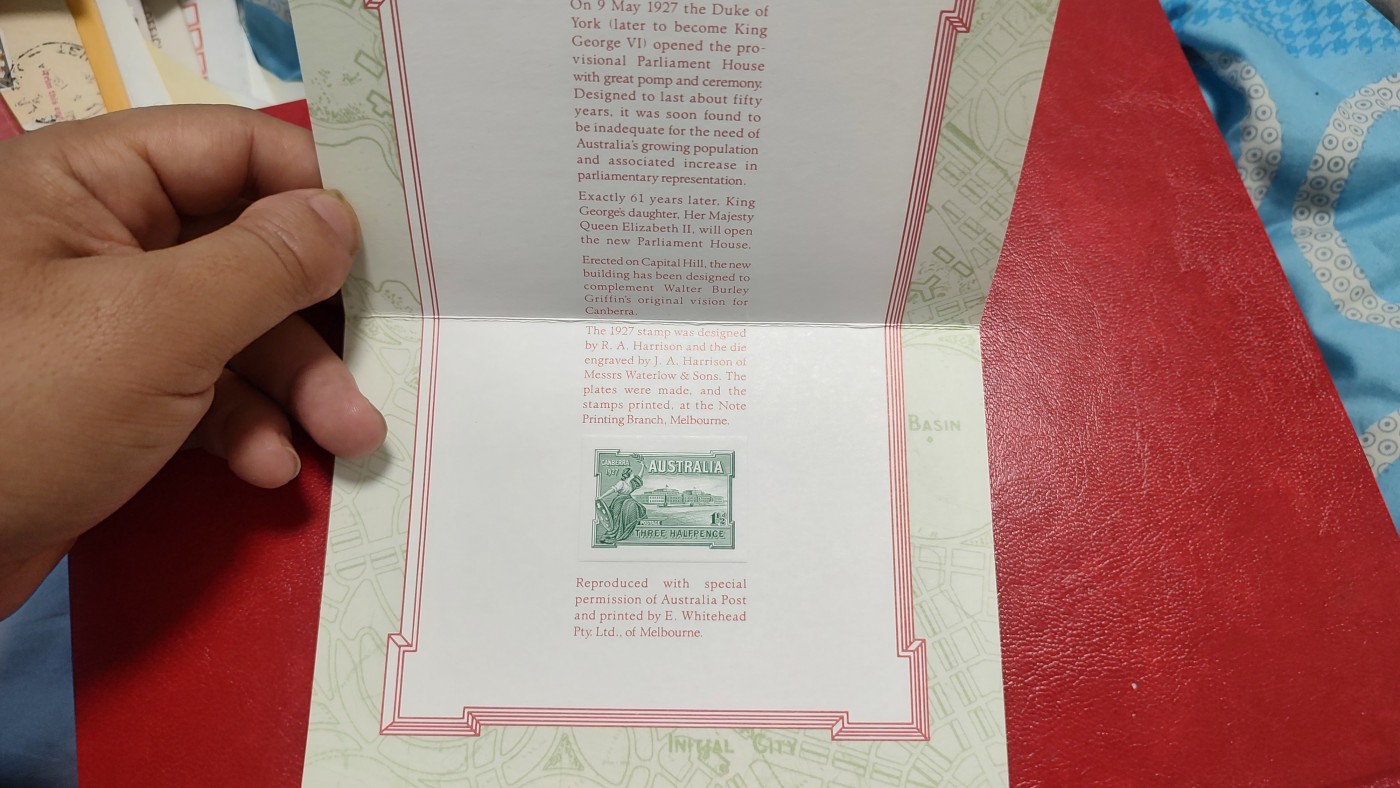 On 9 May 1927 the Duke of
York (later to become King
George VI) opened the pro-
visional Parliament House
with great pomp and ceremony.
Designed to last about fifty
years, it was soon found to
be inadequate for the need of
Australia's growing population
and associated increase in
parliamentary representation.
Exactly 61 years later, King
George's daughter, Her Majesty
Queen Elizabeth II, will open
the new Parliament House.
Erected on Capital Hill, the new
building has been designed to
complement Walter Burley
Griffin's original vision for
Canberra.
The 1927 stamp was designed
by R. A. Harrison and the die
engraved by J. A. Harrison of
Messrs Waterlow & Sons. The
plates were made, and the
stamps printed, at the Note
Printing Branch, Melbourne.
BASIN
CANBERRA
1927
AUSTRALIA
1½d
POSTAGE
THREE HALFPENCE
Reproduced with special
permission of Australia Post
and printed by E. Whitehead
Pty. Ltd., of Melbourne.
INITIAL CITY